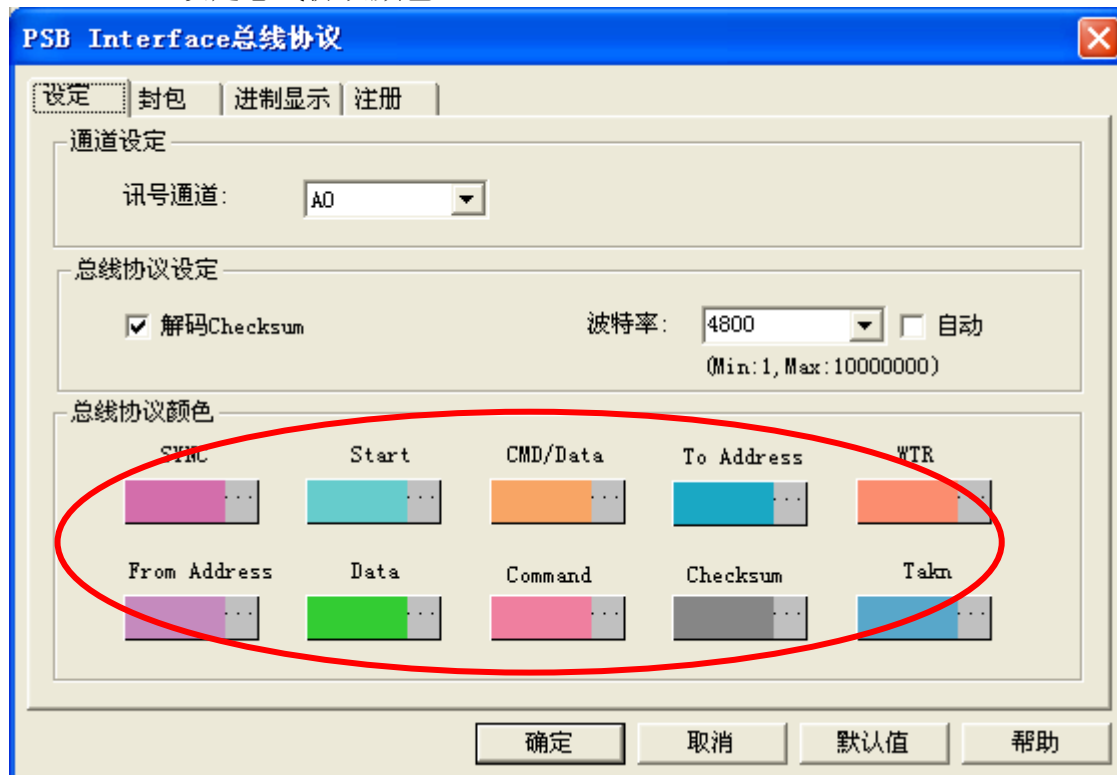 PSB Interface总线协议
设定 封包 进制显示 注册
通道设定
讯号通道: A0
总线协议设定
解码Checksum 波特率: 4800 自动
(Min:1,Max:10000000)
总线协议颜色
SYNC Start CMD/Data To Address WTR
... ... ... ... ...
From Address Data Command Checksum Takn
... ... ... ... ...
确定 取消 默认值 帮助